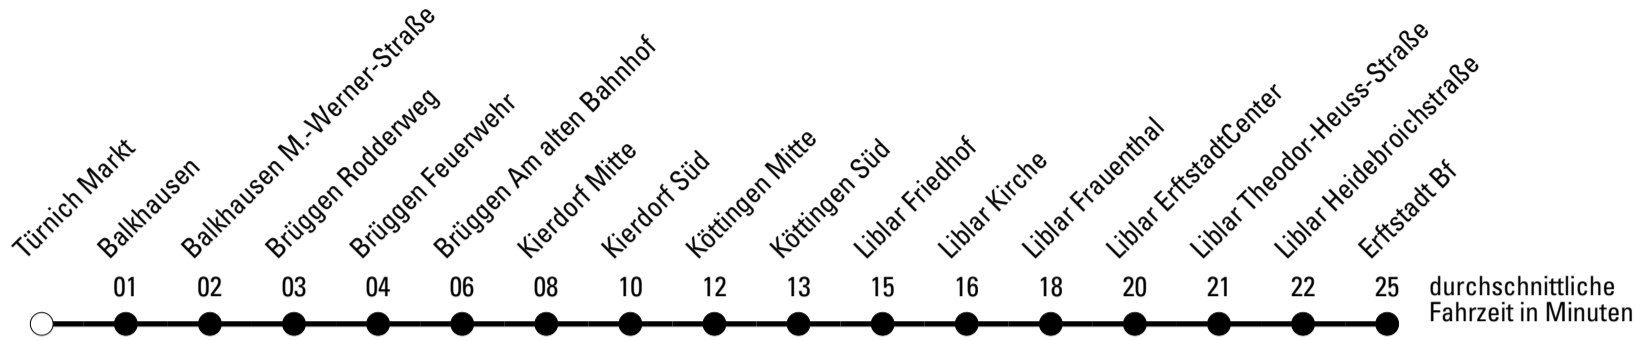 Türnich Markt
Balkhausen
Balkhausen M.-Werner-Straße
Brüggen Rodderweg
Brüggen Feuerwehr
Brüggen Am alten Bahnhof
Kierdorf Mitte
Kierdorf Süd
Köttingen Mitte
Köttingen Süd
Liblar Friedhof
Liblar Kirche
Liblar Frauenthal
Liblar ErftstadtCenter
Liblar Theodor-Heuss-Straße
Liblar Heidebroichstraße
Erftstadt Bf
01 02 03 04 06 08 10 12 13 15 16 18 20 21 22 25
durchschnittliche
Fahrzeit in Minuten